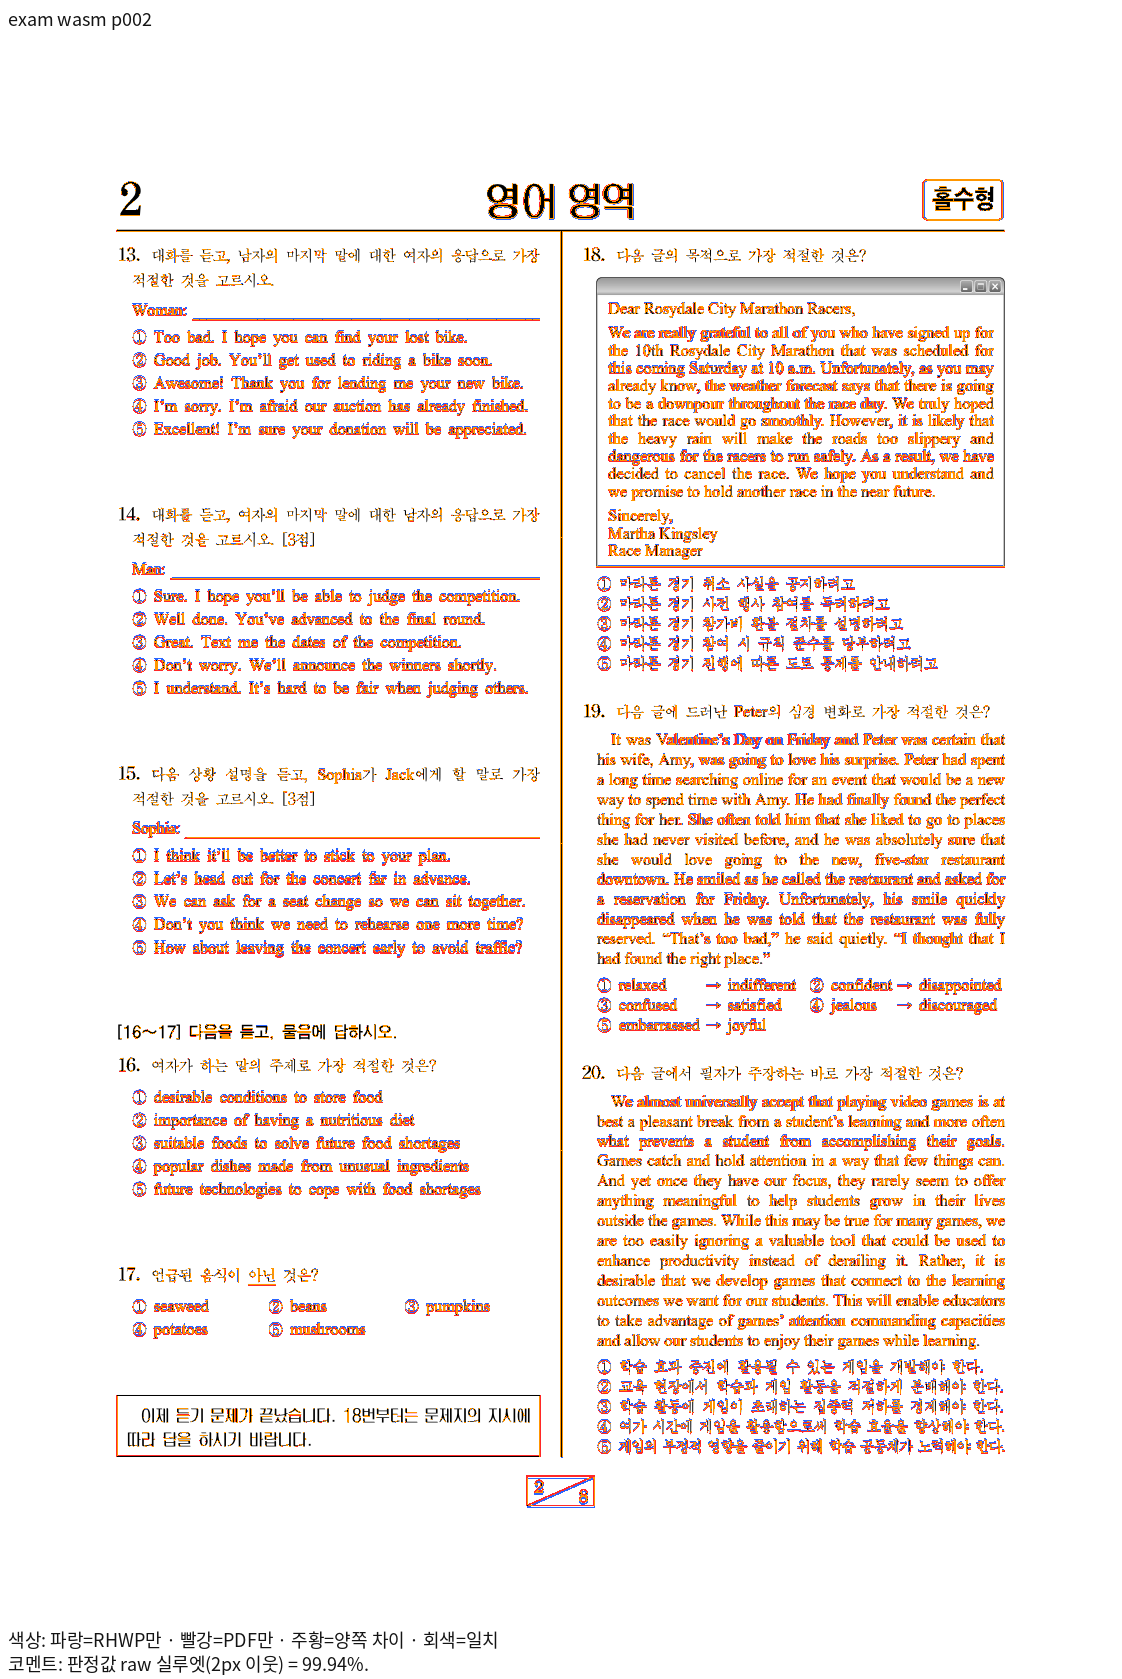 exam wasm p002
2
영어 영역
홀수형
13. 대화를 듣고, 남자의 마지막 말에 대한 여자의 응답으로 가장
적절한 것을 고르시오.
Woman:
① Too bad. I hope you can find your lost bike.
② Good job. You'll get used to riding a bike soon.
③ Awesome! Thank you for lending me your new bike.
④ I'm sorry. I'm afraid our auction has already finished.
⑤ Excellent! I'm sure your donation will be appreciated.
14. 대화를 듣고, 여자의 마지막 말에 대한 남자의 응답으로 가장
적절한 것을 고르시오. [3점]
Man:
① Sure. I hope you'll be able to judge the competition.
② Well done. You've advanced to the final round.
③ Great. Text me the dates of the competition.
④ Don't worry. We'll announce the winners shortly.
⑤ I understand. It's hard to be fair when judging others.
15. 다음 상황 설명을 듣고, Sophia가 Jack에게 할 말로 가장
적절한 것을 고르시오. [3점]
Sophia:
① I think it'll be better to stick to your plan.
② Let's head out for the concert far in advance.
③ We can ask for a seat change so we can sit together.
④ Don't you think we need to rehearse one more time?
⑤ How about leaving the concert early to avoid traffic?
[16~17] 다음을 듣고, 물음에 답하시오.
16. 여자가 하는 말의 주제로 가장 적절한 것은?
① desirable conditions to store food
② importance of having a nutritious diet
③ suitable foods to solve future food shortages
④ popular dishes made from unusual ingredients
⑤ future technologies to cope with food shortages
17. 언급된 음식이 아닌 것은?
① seaweed ② beans ③ pumpkins
④ potatoes ⑤ mushrooms
이제 듣기 문제가 끝났습니다. 18번부터는 문제지의 지시에
따라 답을 하시기 바랍니다.
18. 다음 글의 목적으로 가장 적절한 것은?
Dear Rosydale City Marathon Racers,
We are really grateful to all of you who have signed up for
the 10th Rosydale City Marathon that was scheduled for
this coming Saturday at 10 a.m. Unfortunately, as you may
already know, the weather forecast says that there is going
to be a downpour throughout the race day. We truly hoped
that the race would go smoothly. However, it is likely that
the heavy rain will make the roads too slippery and
dangerous for the racers to run safely. As a result, we have
decided to cancel the race. We hope you understand and
we promise to hold another race in the near future.
Sincerely,
Martha Kingsley
Race Manager
① 마라톤 경기 취소 사실을 공지하려고
② 마라톤 경기 사전 행사 참여를 독려하려고
③ 마라톤 경기 참가비 환불 절차를 설명하려고
④ 마라톤 경기 참여 시 규칙 준수를 당부하려고
⑤ 마라톤 경기 진행에 따른 도로 통제를 안내하려고
19. 다음 글에 드러난 Peter의 심경 변화로 가장 적절한 것은?
It was Valentine's Day on Friday and Peter was certain that
his wife, Amy, was going to love his surprise. Peter had spent
a long time searching online for an event that would be a new
way to spend time with Amy. He had finally found the perfect
thing for her. She often told him that she liked to go to places
she had never visited before, and he was absolutely sure that
she would love going to the new, five-star restaurant
downtown. He smiled as he called the restaurant and asked for
a reservation for Friday. Unfortunately, his smile quickly
disappeared when he was told that the restaurant was fully
reserved. “That's too bad,” he said quietly. “I thought that I
had found the right place.”
① relaxed → indifferent ② confident → disappointed
③ confused → satisfied ④ jealous → discouraged
⑤ embarrassed → joyful
20. 다음 글에서 필자가 주장하는 바로 가장 적절한 것은?
We almost universally accept that playing video games is at
best a pleasant break from a student's learning and more often
what prevents a student from accomplishing their goals.
Games catch and hold attention in a way that few things can.
And yet once they have our focus, they rarely seem to offer
anything meaningful to help students grow in their lives
outside the games. While this may be true for many games, we
are too easily ignoring a valuable tool that could be used to
enhance productivity instead of derailing it. Rather, it is
desirable that we develop games that connect to the learning
outcomes we want for our students. This will enable educators
to take advantage of games' attention commanding capacities
and allow our students to enjoy their games while learning.
① 학습 효과 증진에 활용될 수 있는 게임을 개발해야 한다.
② 교육 현장에서 학습과 게임 활동을 적절하게 분배해야 한다.
③ 학습 활동에 게임이 초래하는 집중력 저하를 경계해야 한다.
④ 여가 시간에 게임을 활용함으로써 학습 효율을 향상해야 한다.
⑤ 게임의 부정적 영향을 줄이기 위해 학습 공동체가 노력해야 한다.
2
8
색상: 파랑=RHWP만 · 빨강=PDF만 · 주황=양쪽 차이 · 회색=일치
코멘트: 판정값 raw 실루엣(2px 이웃) = 99.94%.